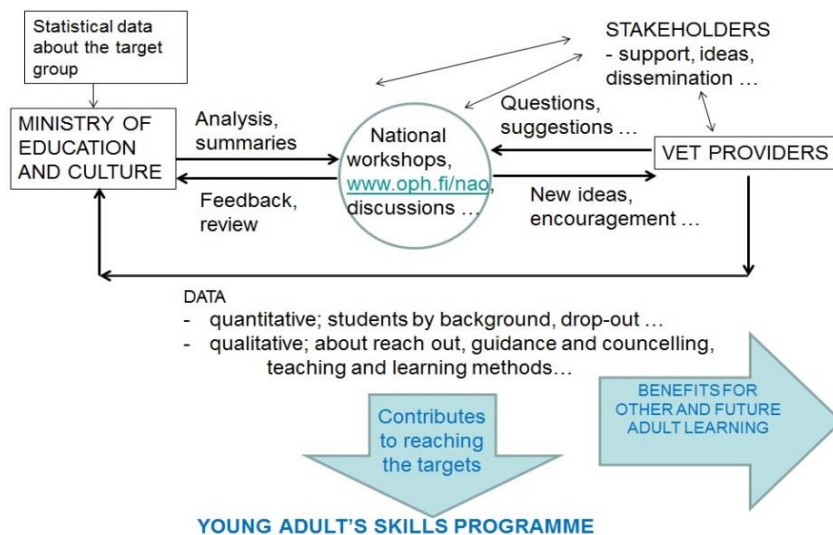 Statistical data
about the target
group
STAKEHOLDERS
- support, ideas,
dissemination …
MINISTRY OF
EDUCATION
AND CULTURE
Analysis,
summaries
Feedback,
review
National
workshops,
www.oph.fi/nao,
discussions …
Questions,
suggestions …
New ideas,
encouragement …
VET PROVIDERS
DATA
- quantitative; students by background, drop-out …
- qualitative; about reach out, guidance and councelling,
teaching and learning methods…
Contributes
to reaching
the targets
BENEFITS FOR
OTHER AND FUTURE
ADULT LEARNING
YOUNG ADULT'S SKILLS PROGRAMME